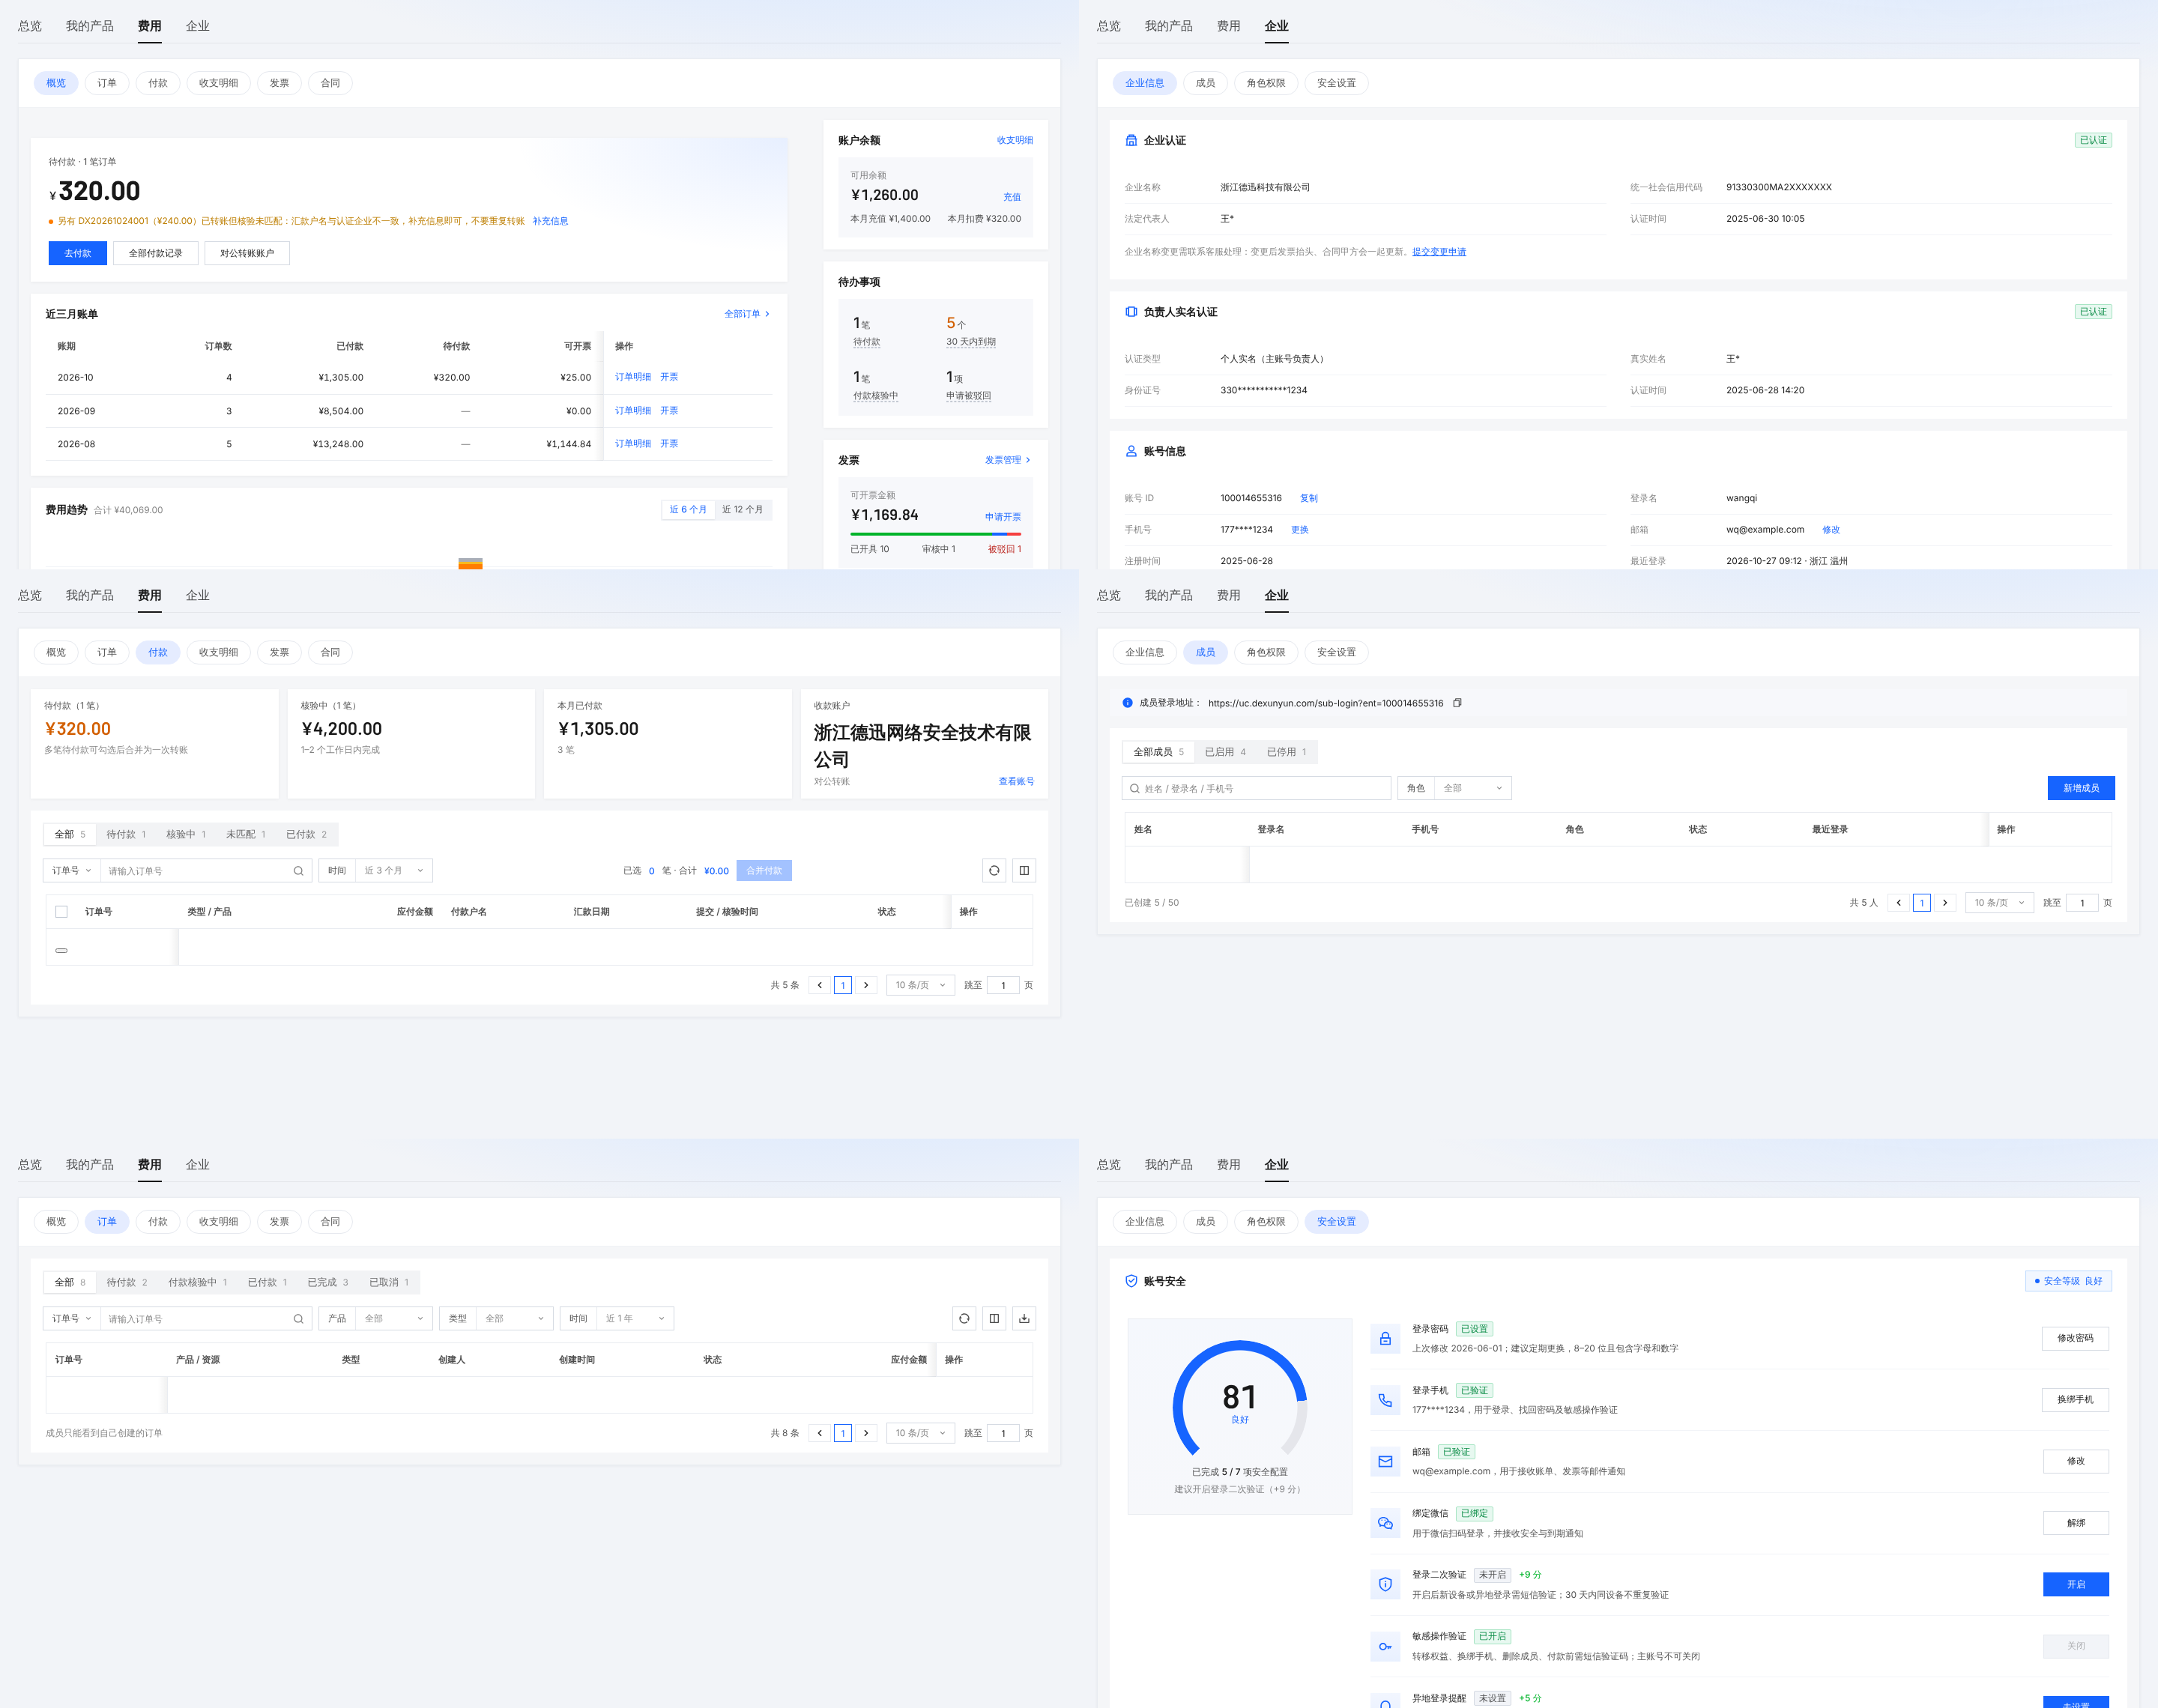 总览 我的产品 费用 企业
概览 订单 付款 收支明细 发票 合同
待付款 · 1 笔订单
¥320.00
另有 DX20261024001（¥240.00）已转账但核验未匹配：汇款户名与认证企业不一致，补充信息即可，不要重复转账 补充信息
去付款 全部付款记录 对公转账账户
近三月账单 全部订单
账期 订单数 已付款 待付款 可开票 操作
2026-10 4 ¥1,305.00 ¥320.00 ¥25.00 订单明细 开票
2026-09 3 ¥8,504.00 — ¥0.00 订单明细 开票
2026-08 5 ¥13,248.00 — ¥1,144.84 订单明细 开票
费用趋势 合计 ¥40,069.00 近 6 个月 近 12 个月
账户余额 收支明细
可用余额
¥1,260.00 充值
本月充值 ¥1,400.00 本月扣费 ¥320.00
待办事项
1笔 5个
待付款 30 天内到期
1笔 1项
付款核验中 申请被驳回
发票 发票管理
可开票金额
¥1,169.84 申请开票
已开具 10 审核中 1 被驳回 1
总览 我的产品 费用 企业
企业信息 成员 角色权限 安全设置
企业认证 已认证
企业名称 浙江德迅科技有限公司 统一社会信用代码 91330300MA2XXXXXXX
法定代表人 王* 认证时间 2025-06-30 10:05
企业名称变更需联系客服处理：变更后发票抬头、合同甲方会一起更新。提交变更申请
负责人实名认证 已认证
认证类型 个人实名（主账号负责人） 真实姓名 王*
身份证号 330***********1234 认证时间 2025-06-28 14:20
账号信息
账号 ID 100014655316 复制 登录名 wangqi
手机号 177****1234 更换 邮箱 wq@example.com 修改
注册时间 2025-06-28 最近登录 2026-10-27 09:12 · 浙江 温州
总览 我的产品 费用 企业
概览 订单 付款 收支明细 发票 合同
待付款（1 笔） 核验中（1 笔） 本月已付款 收款账户
¥320.00 ¥4,200.00 ¥1,305.00 浙江德迅网络安全技术有限
公司
多笔待付款可勾选后合并为一次转账 1–2 个工作日内完成 3 笔
对公转账 查看账号
全部 5 待付款 1 核验中 1 未匹配 1 已付款 2
订单号 请输入订单号 时间 近 3 个月 已选 0 笔 · 合计 ¥0.00 合并付款
订单号 类型 / 产品 应付金额 付款户名 汇款日期 提交 / 核验时间 状态 操作
共 5 条 1 10 条/页 跳至 1 页
总览 我的产品 费用 企业
企业信息 成员 角色权限 安全设置
成员登录地址： https://uc.dexunyun.com/sub-login?ent=100014655316
全部成员 5 已启用 4 已停用 1
姓名 / 登录名 / 手机号 角色 全部 新增成员
姓名 登录名 手机号 角色 状态 最近登录 操作
已创建 5 / 50 共 5 人 1 10 条/页 跳至 1 页
总览 我的产品 费用 企业
概览 订单 付款 收支明细 发票 合同
全部 8 待付款 2 付款核验中 1 已付款 1 已完成 3 已取消 1
订单号 请输入订单号 产品 全部 类型 全部 时间 近 1 年
订单号 产品 / 资源 类型 创建人 创建时间 状态 应付金额 操作
成员只能看到自己创建的订单 共 8 条 1 10 条/页 跳至 1 页
总览 我的产品 费用 企业
企业信息 成员 角色权限 安全设置
账号安全 安全等级 良好
81
良好
已完成 5 / 7 项安全配置
建议开启登录二次验证（+9 分）
登录密码 已设置
上次修改 2026-06-01；建议定期更换，8–20 位且包含字母和数字
修改密码
登录手机 已验证
177****1234，用于登录、找回密码及敏感操作验证
换绑手机
邮箱 已验证
wq@example.com，用于接收账单、发票等邮件通知
修改
绑定微信 已绑定
用于微信扫码登录，并接收安全与到期通知
解绑
登录二次验证 未开启 +9 分
开启后新设备或异地登录需短信验证；30 天内同设备不重复验证
开启
敏感操作验证 已开启
转移权益、换绑手机、删除成员、付款前需短信验证码；主账号不可关闭
关闭
异地登录提醒 未设置 +5 分
去设置